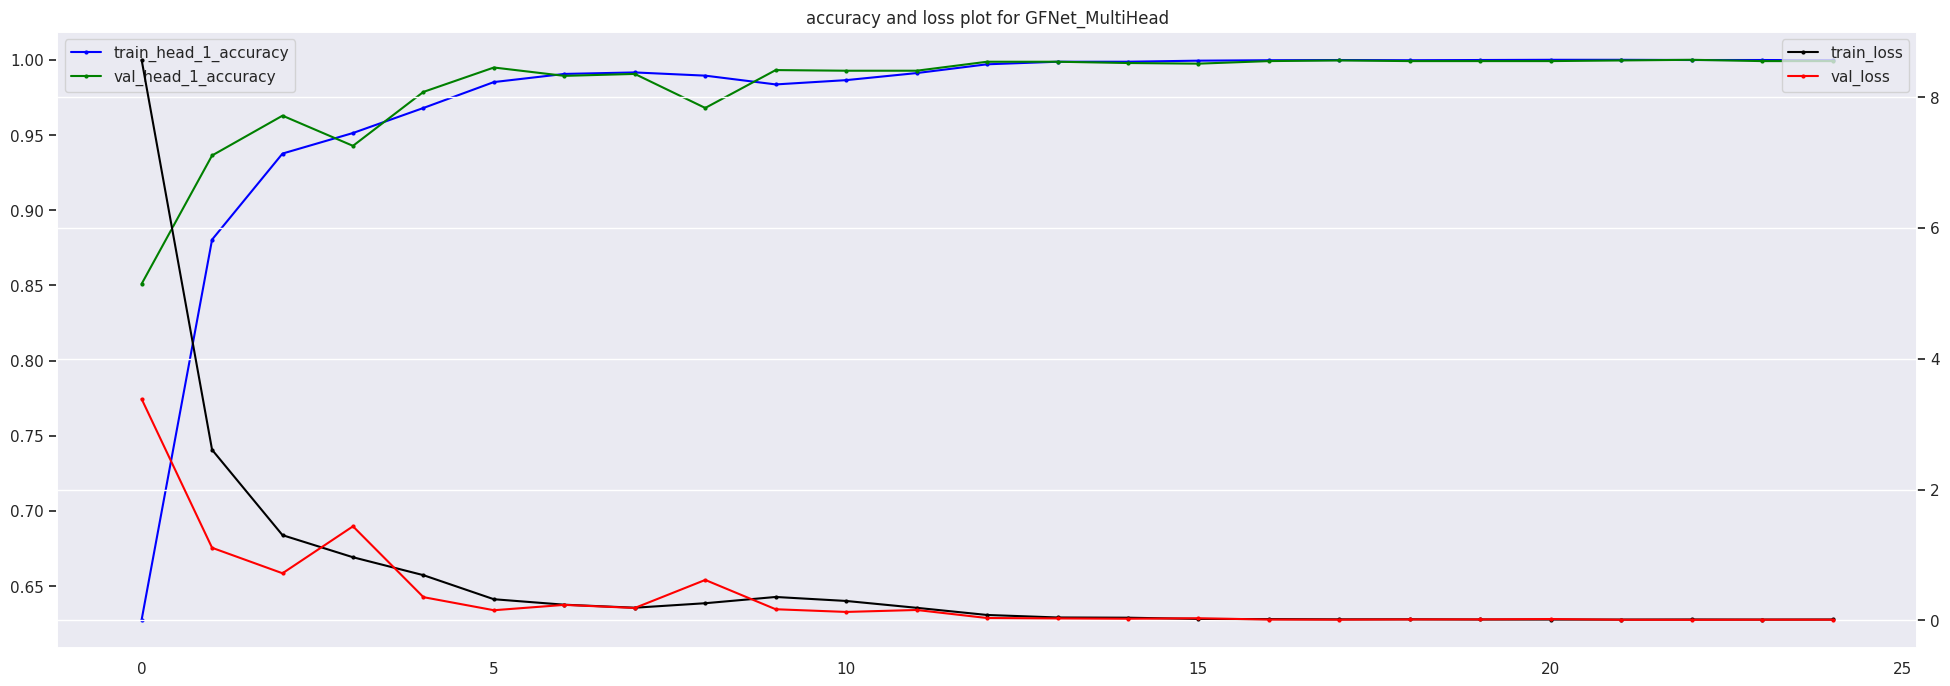 accuracy and loss plot for GFNet_MultiHead
train_head_1_accuracy
val_head_1_accuracy
train_loss
val_loss
1.00
0.95
0.90
0.85
0.80
0.75
0.70
0.65
8
6
4
2
0
0 5 10 15 20 25